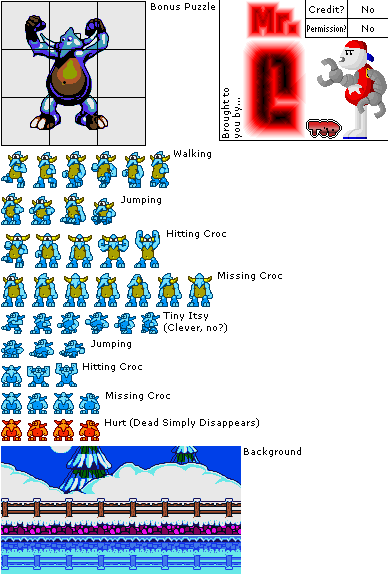 Bonus Puzzle
Mr.
C
Brought to
you by...
Credit? No
Permission? No
Walking
Jumping
Hitting Croc
Missing Croc
Tiny Itsy
(Clever, no?)
Jumping
Hitting Croc
Missing Croc
Hurt (Dead Simply Disappears)
Background